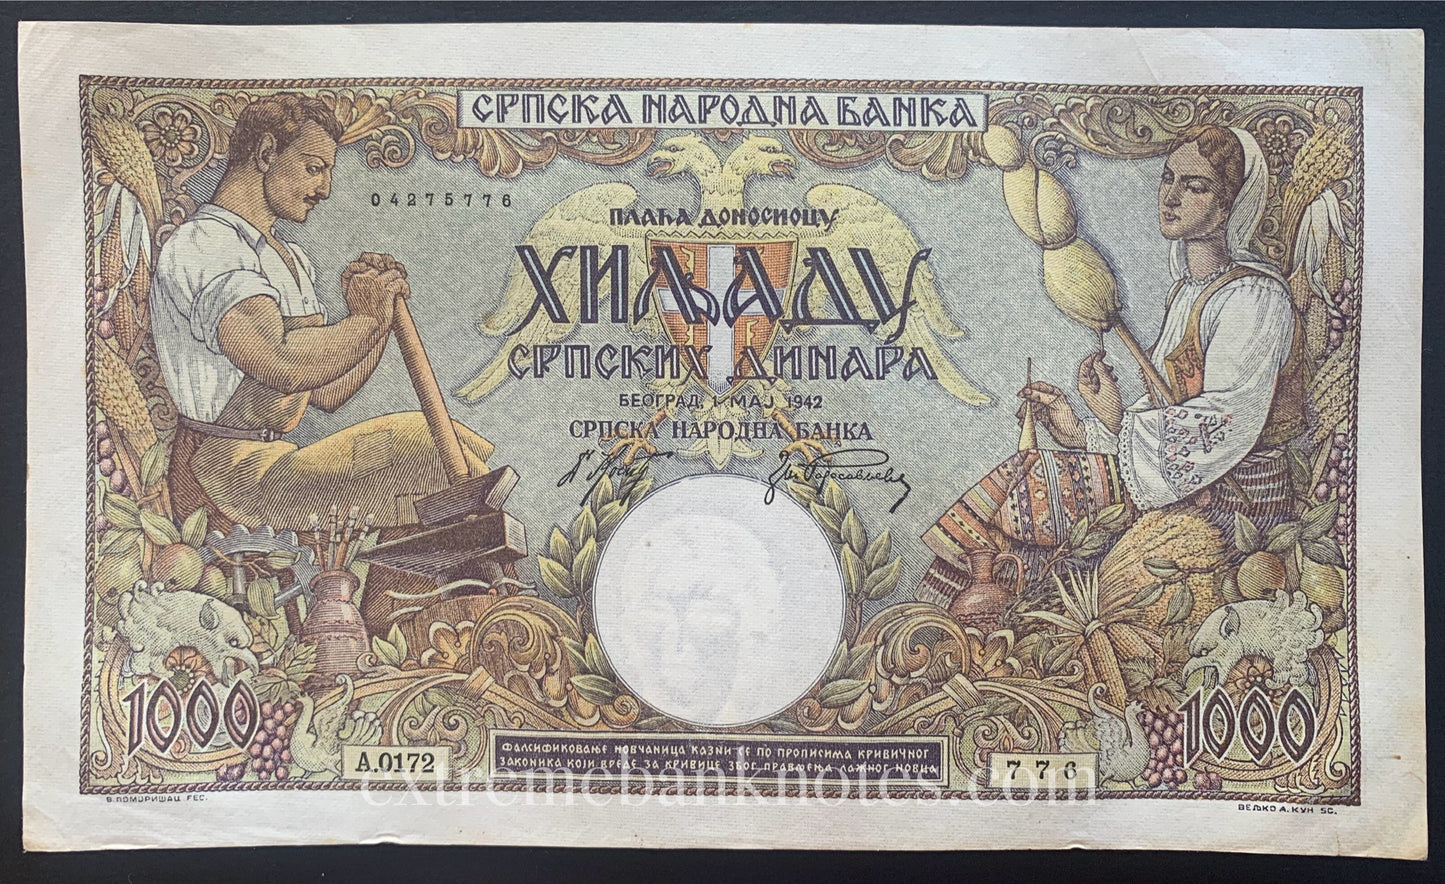 СРПСКА НАРОДНА БАНКА
04275776
ПЛАЋА ДОНОСИОЦУ
ХИЉАДУ
СРПСКИХ ДИНАРА
БЕОГРАД, 1 МАЈ 1942
СРПСКА НАРОДНА БАНКА
1000
1000
ФАЛСИФИКОВАЊЕ НОВЧАНИЦА КАЗНИ СЕ ПО ПРОПИСИМА КРИВИЧНОГ
ЗАКОНИКА КОЈИ ВРЕДЕ ЗА КРИВИЦЕ ЗБОГ ПРАВЉЕЊА ЛАЖНОГ НОВЦА
А.0172
776
extremebanknotes.com
В.ПОМОРИШАЦ FEC.
ВЕЉКО А. КУН SC.